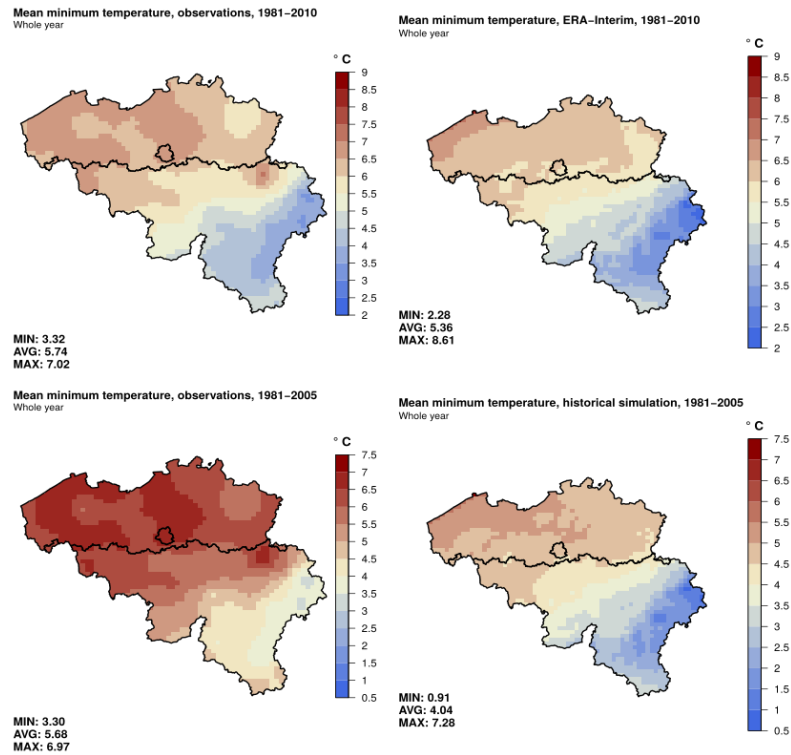 Mean minimum temperature, observations, 1981−2010
Whole year
° C
9
8.5
8
7.5
7
6.5
6
5.5
5
4.5
4
3.5
3
2.5
2
MIN: 3.32
AVG: 5.74
MAX: 7.02
Mean minimum temperature, ERA−Interim, 1981−2010
Whole year
° C
9
8.5
8
7.5
7
6.5
6
5.5
5
4.5
4
3.5
3
2.5
2
MIN: 2.28
AVG: 5.36
MAX: 8.61
Mean minimum temperature, observations, 1981−2005
Whole year
° C
7.5
7
6.5
6
5.5
5
4.5
4
3.5
3
2.5
2
1.5
1
0.5
MIN: 3.30
AVG: 5.68
MAX: 6.97
Mean minimum temperature, historical simulation, 1981−2005
Whole year
° C
7.5
7
6.5
6
5.5
5
4.5
4
3.5
3
2.5
2
1.5
1
0.5
MIN: 0.91
AVG: 4.04
MAX: 7.28